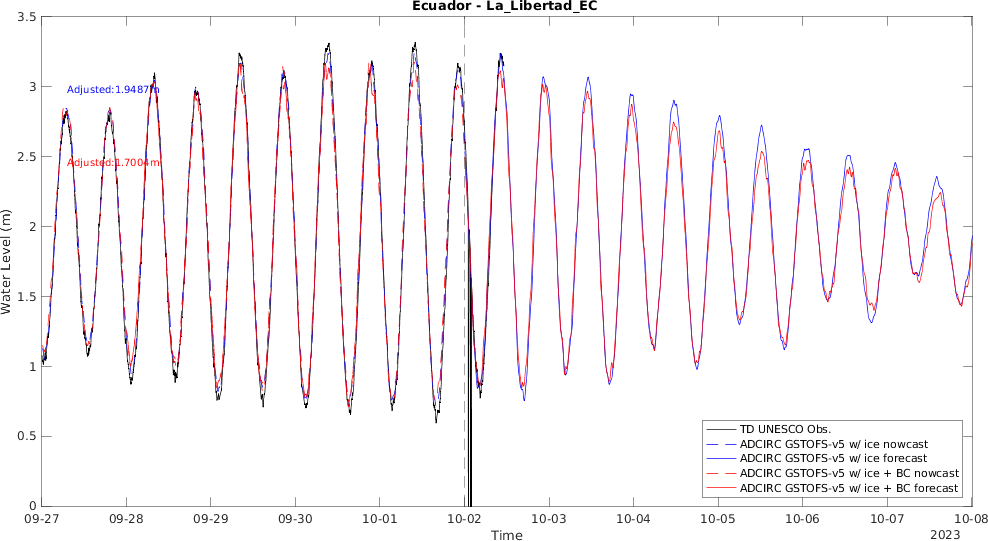 Ecuador - La_Libertad_EC
3.5
3
2.5
2
1.5
1
0.5
0
Water Level (m)
Adjusted:1.9487m
Adjusted:1.7004m
TD UNESCO Obs.
ADCIRC GSTOFS-v5 w/ ice nowcast
ADCIRC GSTOFS-v5 w/ ice forecast
ADCIRC GSTOFS-v5 w/ ice + BC nowcast
ADCIRC GSTOFS-v5 w/ ice + BC forecast
09-27 09-28 09-29 09-30 10-01 10-02 10-03 10-04 10-05 10-06 10-07 10-08
Time
2023